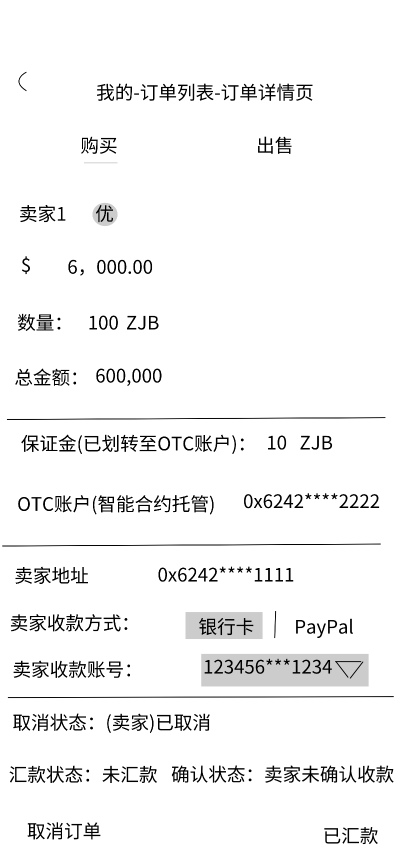 我的-订单列表-订单详情页
购买 出售
卖家1 优
$ 6，000.00
数量： 100 ZJB
总金额： 600,000
保证金(已划转至OTC账户)： 10 ZJB
OTC账户(智能合约托管) 0x6242****2222
卖家地址 0x6242****1111
卖家收款方式： 银行卡 | PayPal
卖家收款账号： 123456***1234
取消状态：(卖家)已取消
汇款状态：未汇款 确认状态：卖家未确认收款
取消订单 已汇款